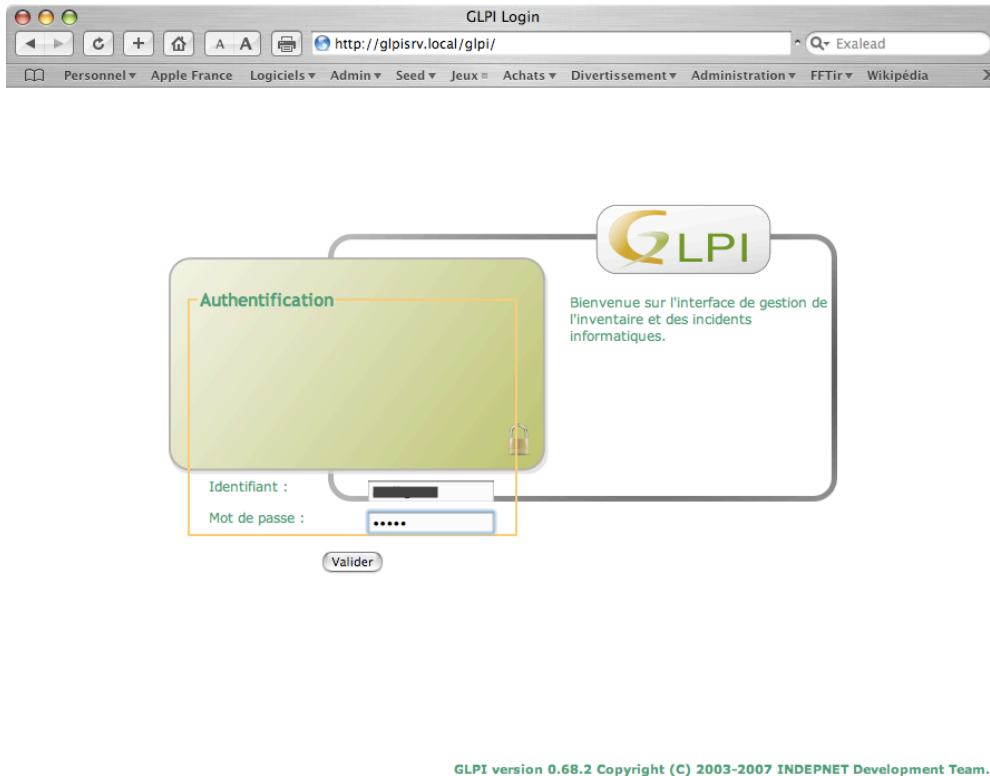 GLPI Login
A A http://glpisrv.local/glpi/ Exalead
Personnel Apple France Logiciels Admin Seed Jeux Achats Divertissement Administration FFTir Wikipédia
GLPI
Authentification
Bienvenue sur l'interface de gestion de
l'inventaire et des incidents
informatiques.
Identifiant :
Mot de passe : •••••
Valider
GLPI version 0.68.2 Copyright (C) 2003-2007 INDEPNET Development Team.